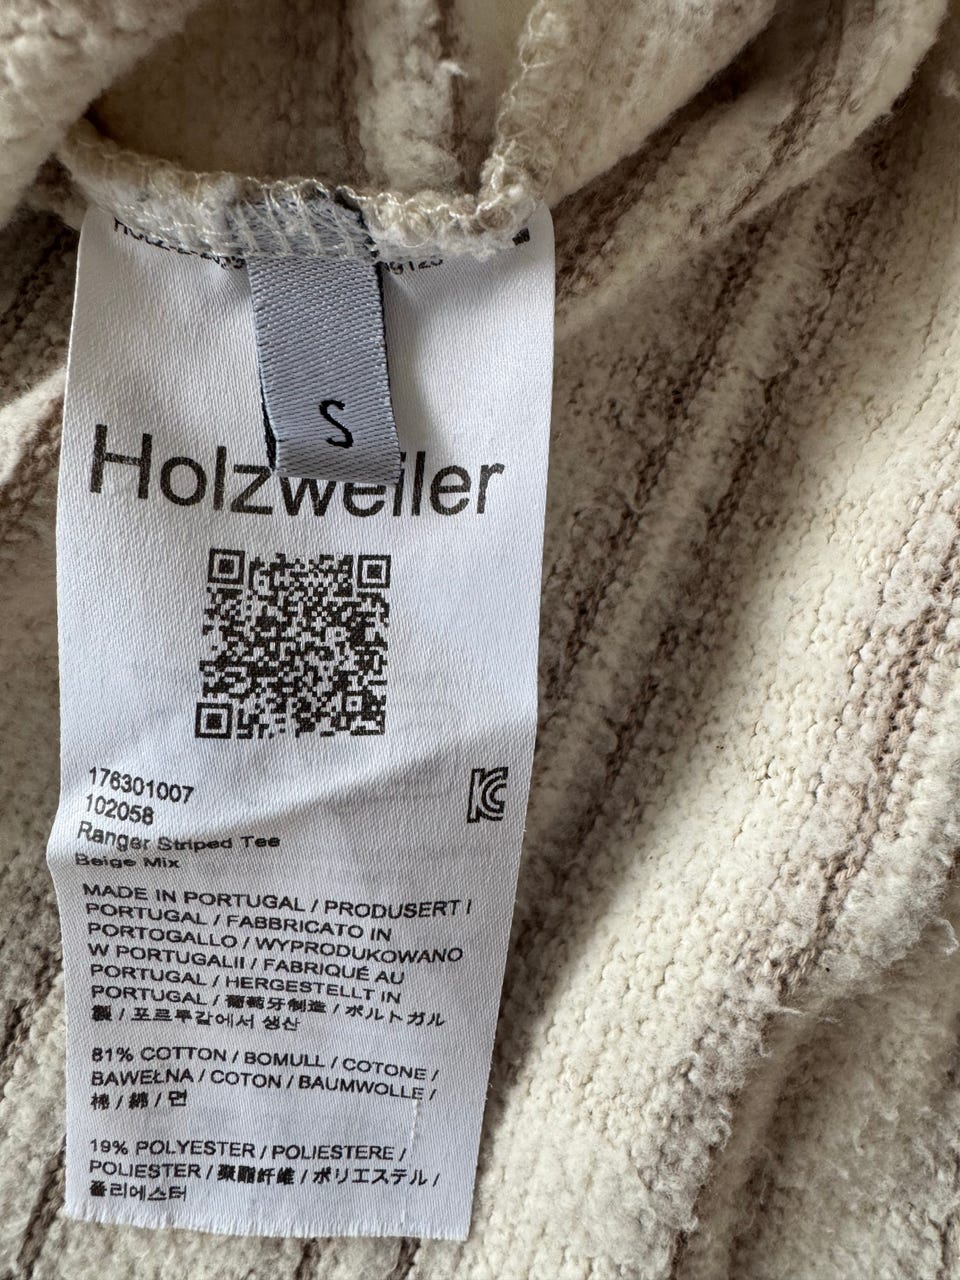 S
Holzweiler
176301007
102058
Ranger Striped Tee
Beige Mix
MADE IN PORTUGAL / PRODUSERT I
PORTUGAL / FABBRICATO IN
PORTOGALLO / WYPRODUKOWANO
W PORTUGALII / FABRIQUÉ AU
PORTUGAL / HERGESTELLT IN
PORTUGAL / 葡萄牙制造 / ポルトガル
製 / 포르투갈에서 생산
81% COTTON / BOMULL / COTONE /
BAWEŁNA / COTON / BAUMWOLLE /
棉 / 綿 / 면
19% POLYESTER / POLIESTERE /
POLIESTER / 聚酯纤维 / ポリエステル /
폴리에스터